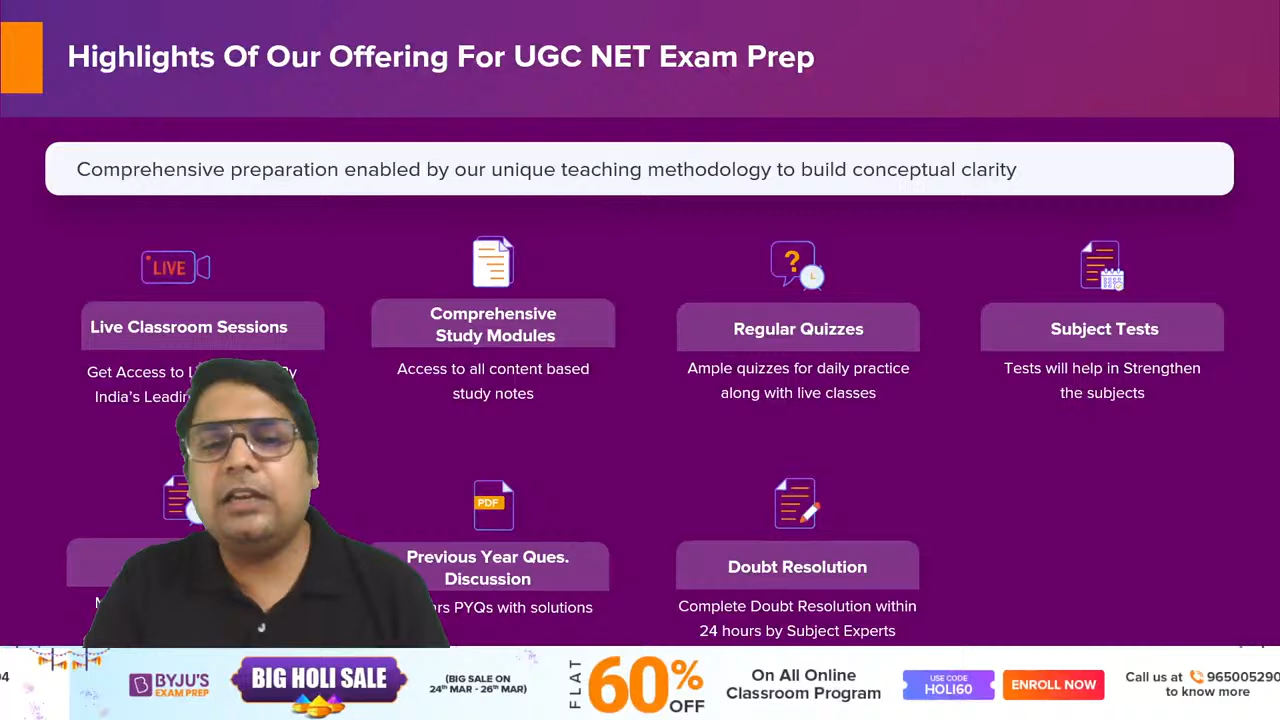 Highlights Of Our Offering For UGC NET Exam Prep
Comprehensive preparation enabled by our unique teaching methodology to build conceptual clarity
LIVE
Live Classroom Sessions
Get Access to
India's
Comprehensive
Study Modules
Access to all content based
study notes
?
Regular Quizzes
Ample quizzes for daily practice
along with live classes
Subject Tests
Tests will help in Strengthen
the subjects
PDF
Previous Year Ques.
Discussion
PYQs with solutions
Doubt Resolution
Complete Doubt Resolution within
24 hours by Subject Experts
BYJU'S
EXAM PREP
BIG HOLI SALE
(BIG SALE ON
24th MAR - 26th MAR)
FLAT
60%
OFF
On All Online
Classroom Program
USE CODE
HOLI60
ENROLL NOW
Call us at 965005290
to know more